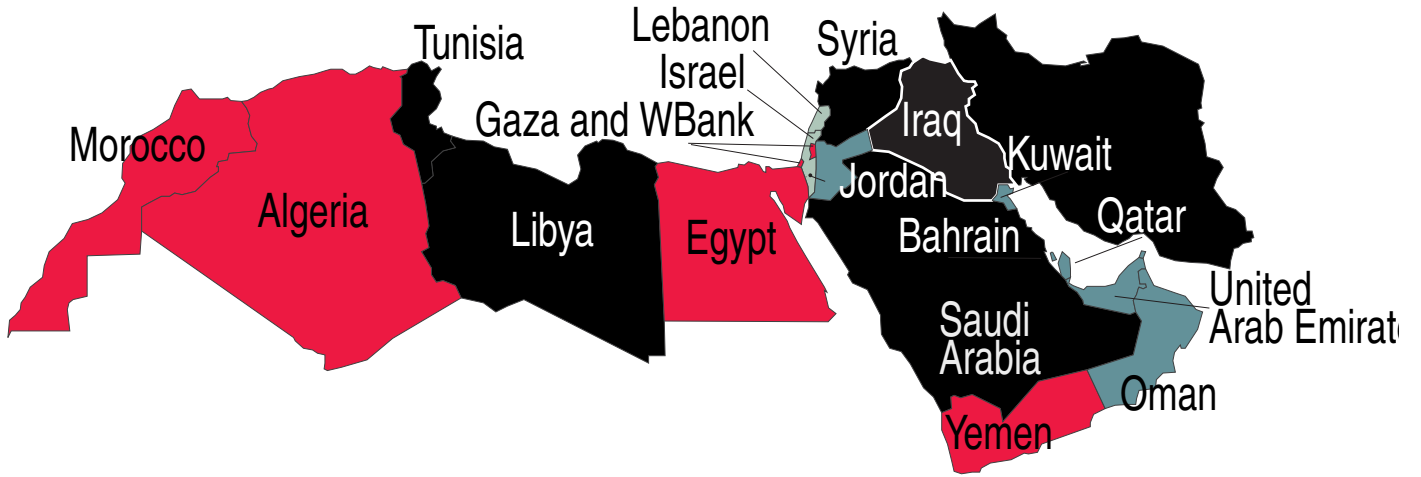 Tunisia
Lebanon
Syria
Israel
Gaza and WBank
Iraq
Morocco
Kuwait
Jordan
Algeria
Libya
Egypt
Bahrain
Qatar
United
Arab Emirat
Saudi
Arabia
Oman
Yemen